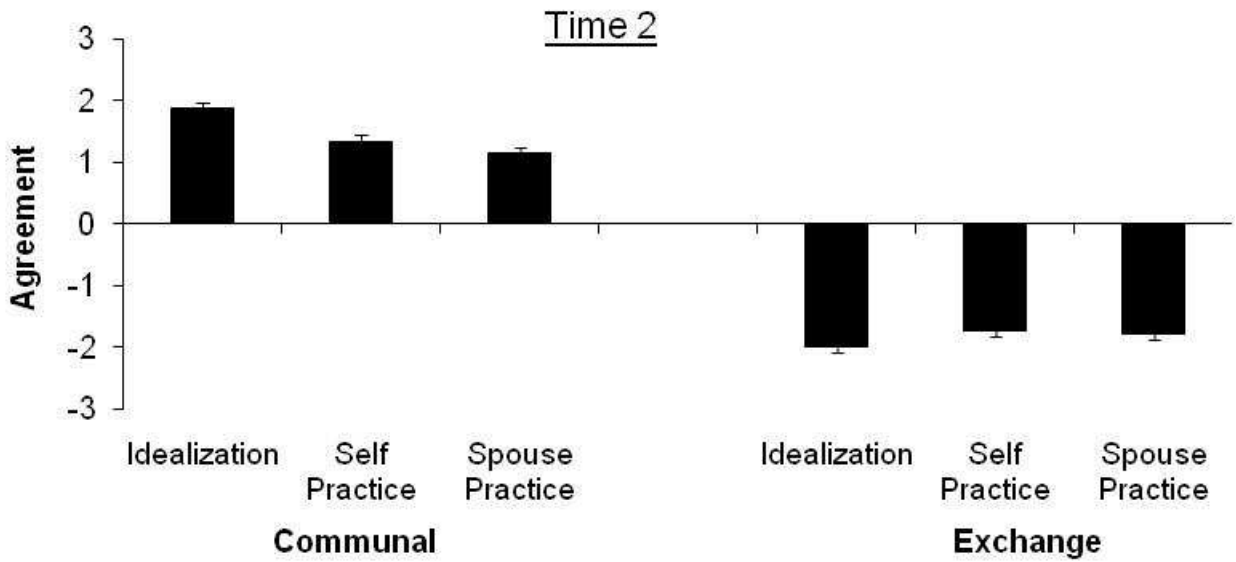 Time 2
3
2
1
0
-1
-2
-3
Agreement
Idealization Self Practice Spouse Practice Idealization Self Practice Spouse Practice
Communal Exchange